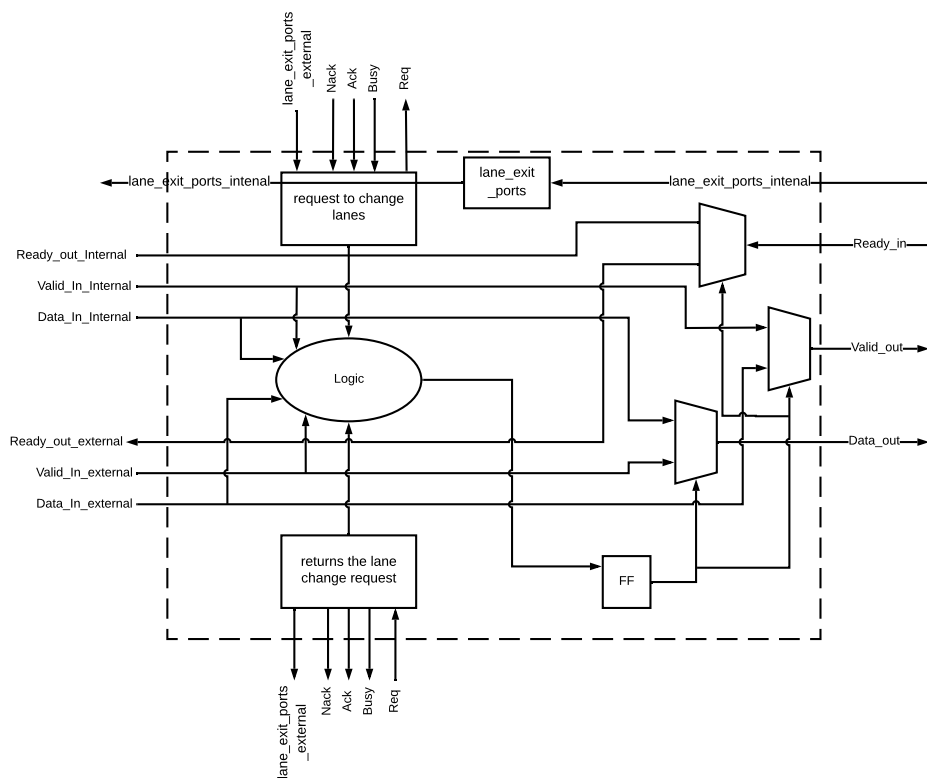 lane_exit_ports
_external
Nack
Ack
Busy
Req
lane_exit_ports_intenal
lane_exit
_ports
lane_exit_ports_intenal
request to change
lanes
Ready_out_Internal
Ready_in
Valid_In_Internal
Data_In_Internal
Valid_out
Logic
Ready_out_external
Data_out
Valid_In_external
Data_In_external
returns the lane
change request
FF
lane_exit_ports
_external
Nack
Ack
Busy
Req